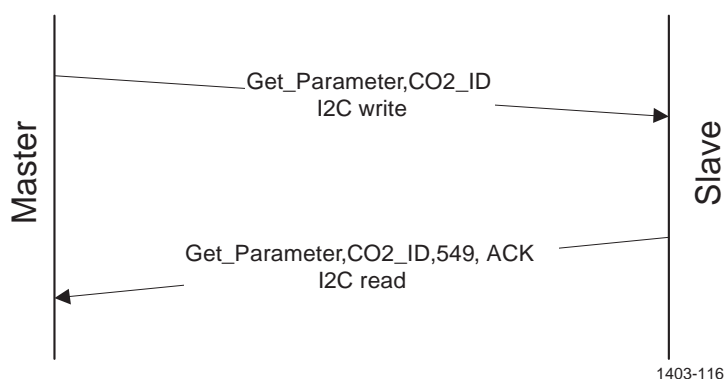 Get_Parameter,CO2_ID
I2C write
Master
Slave
Get_Parameter,CO2_ID,549, ACK
I2C read
1403-116